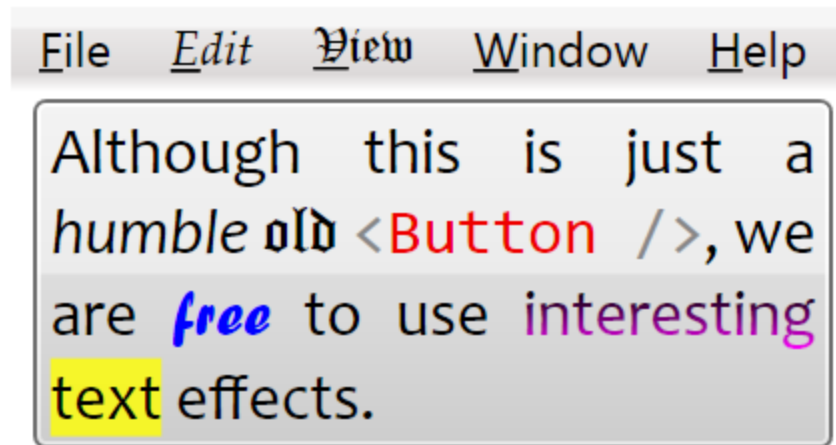 File Edit View Window Help
Although this is just a
humble old <Button />, we
are free to use interesting
text effects.